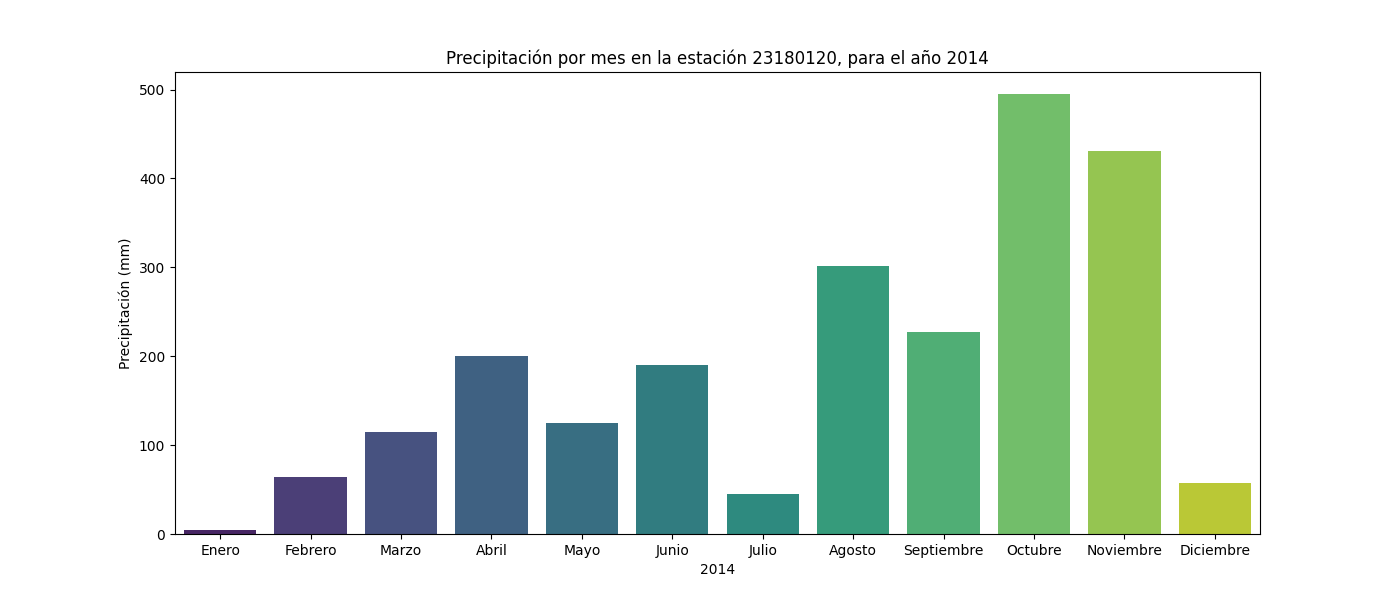 Precipitación por mes en la estación 23180120, para el año 2014
Precipitación (mm)
500
400
300
200
100
0
Enero Febrero Marzo Abril Mayo Junio Julio Agosto Septiembre Octubre Noviembre Diciembre
2014